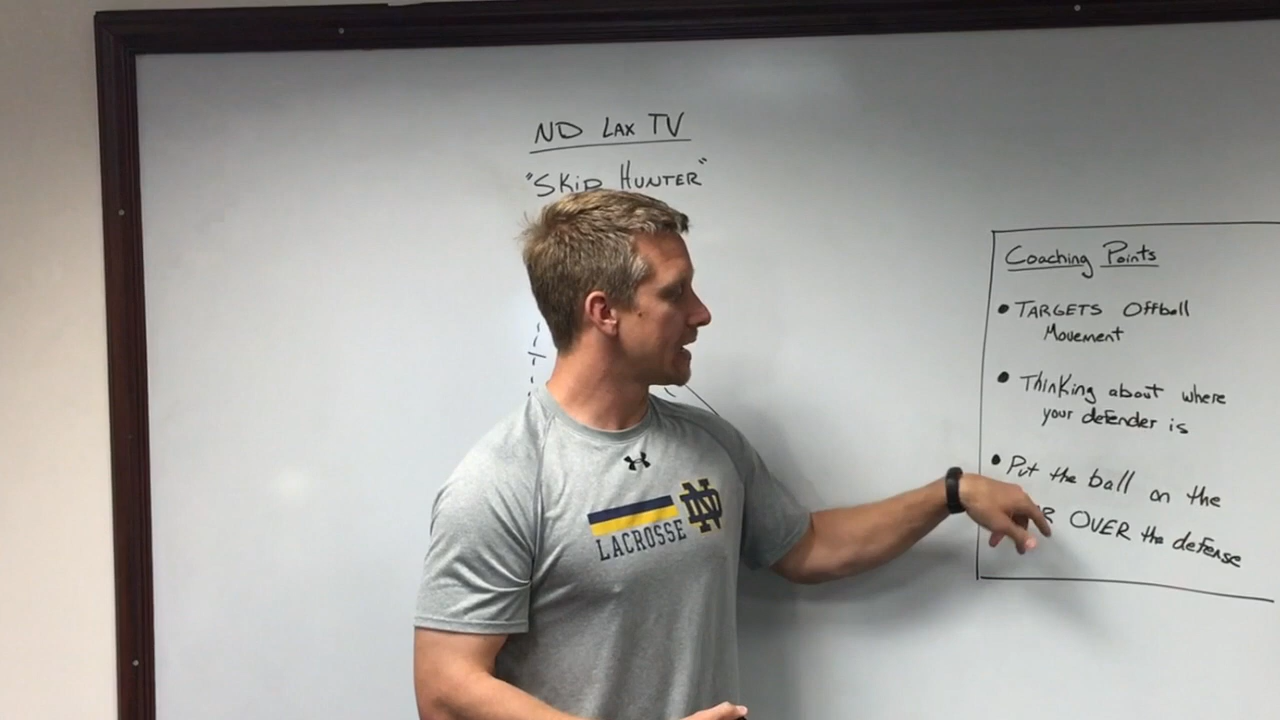 ND LAX TV
"SKIP HUNTER"
Coaching Points
• TARGETS Offball
Movement
• Thinking about where
your defender is
• Put the ball on the
OVER the defense
ND
LACROSSE